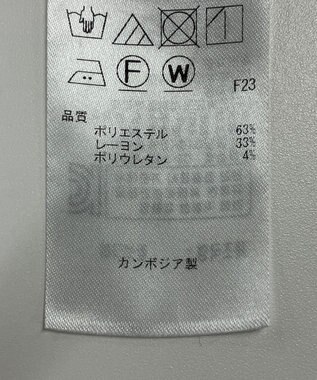 F W
F23
品質
ポリエステル 63%
レーヨン 33%
ポリウレタン 4%
カンボジア製